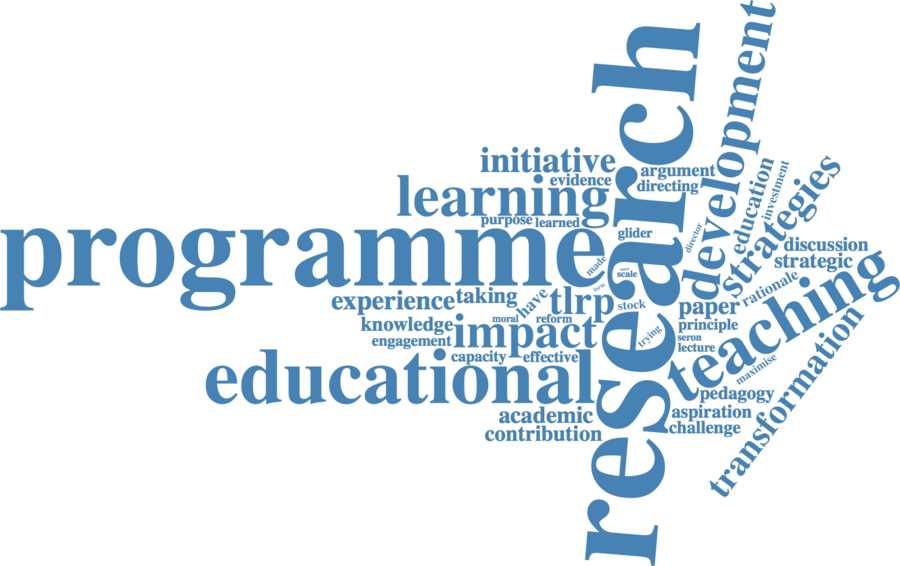 research
development
initiative
argument
evidence
directing
learning
education
investment
strategies
purpose
learned
programme
glider
director
discussion
strategic
made
scale
experience
taking
have
tlrp
stock
form
paper
rationale
teaching
knowledge
moral
reform
impact
principle
engagement
trying
seron
lecture
capacity
effective
maximise
educational
transformation
pedagogy
academic
aspiration
contribution
challenge